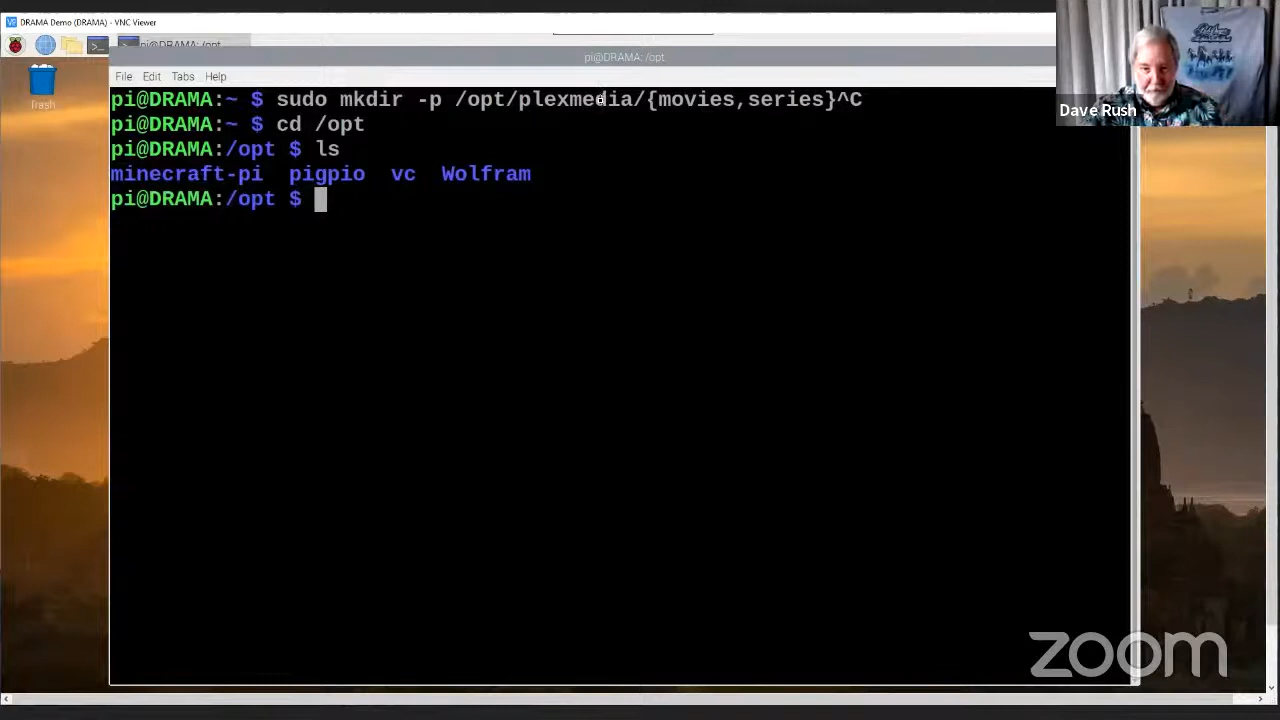 DRAMA Demo (DRAMA) - VNC Viewer
pi@DRAMA: /opt
pi@DRAMA: /opt
File Edit Tabs Help
Trash
pi@DRAMA:~ $ sudo mkdir -p /opt/plexmedia/{movies,series}^C
pi@DRAMA:~ $ cd /opt
pi@DRAMA:/opt $ ls
minecraft-pi pigpio vc Wolfram
pi@DRAMA:/opt $
Dave Rush
zoom